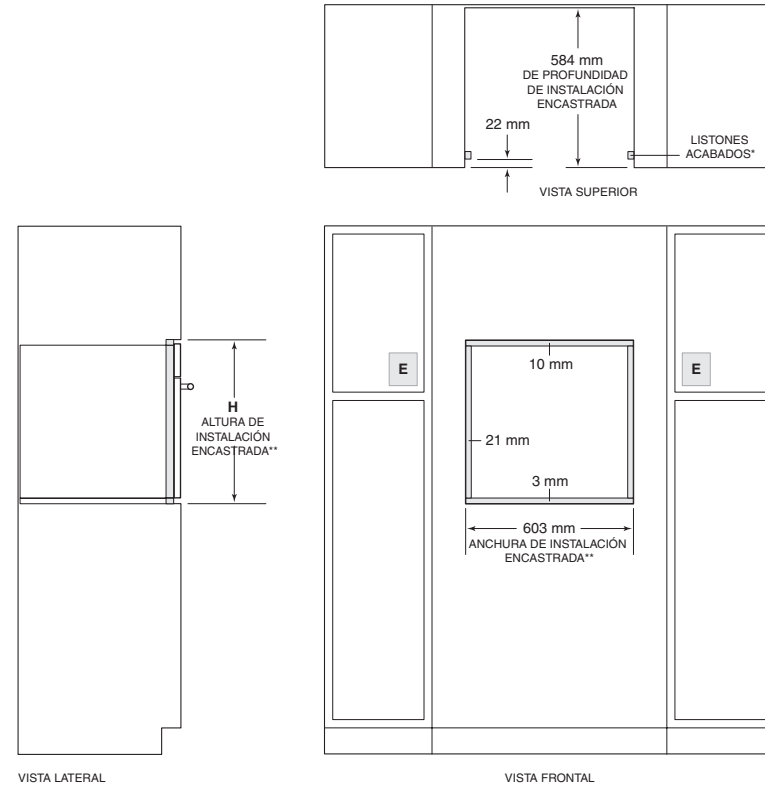 584 mm
DE PROFUNDIDAD
DE INSTALACIÓN
ENCASTRADA
22 mm
LISTONES
ACABADOS*
VISTA SUPERIOR
H
ALTURA DE
INSTALACIÓN
ENCASTRADA**
E
10 mm
E
21 mm
3 mm
603 mm
ANCHURA DE INSTALACIÓN
ENCASTRADA**
VISTA LATERAL
VISTA FRONTAL